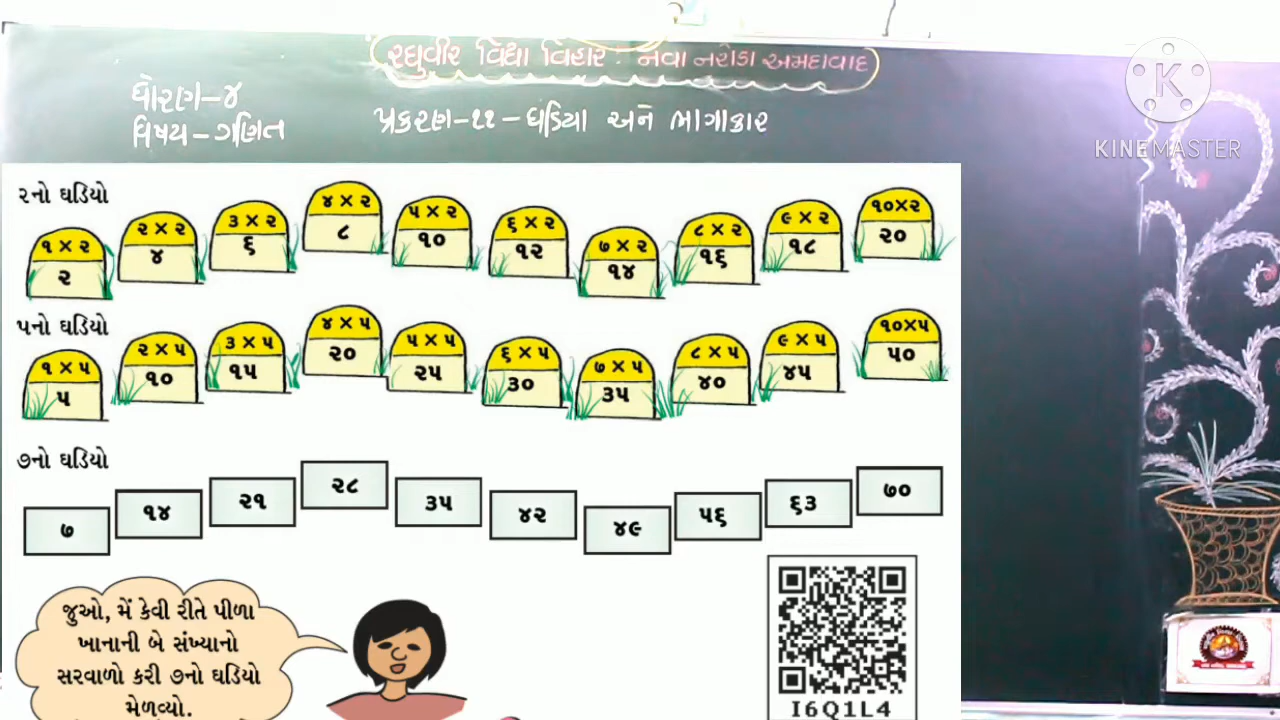 રઘુવીર વિદ્યા વિહાર : નવા નરોડા અમદાવાદ
ધોરણ-૪
વિષય-ગણિત
પ્રકરણ-૧૧-ઘડિયા અને ભાગાકાર
K
KINEMASTER
૨નો ઘડિયો
૧ × ૨ ૨ × ૨ ૩ × ૨ ૪ × ૨ ૫ × ૨ ૬ × ૨ ૭ × ૨ ૮ × ૨ ૯ × ૨ ૧૦×૨
૨ ૪ ૬ ૮ ૧૦ ૧૨ ૧૪ ૧૬ ૧૮ ૨૦
૫નો ઘડિયો
૧ × ૫ ૨ × ૫ ૩ × ૫ ૪ × ૫ ૫ × ૫ ૬ × ૫ ૭ × ૫ ૮ × ૫ ૯ × ૫ ૧૦×૫
૫ ૧૦ ૧૫ ૨૦ ૨૫ ૩૦ ૩૫ ૪૦ ૪૫ ૫૦
૭નો ઘડિયો
૭ ૧૪ ૨૧ ૨૮ ૩૫ ૪૨ ૪૯ ૫૬ ૬૩ ૭૦
જુઓ, મેં કેવી રીતે પીળા
ખાનાની બે સંખ્યાનો
સરવાળો કરી ૭નો ઘડિયો
મેળવ્યો.
I6Q1L4